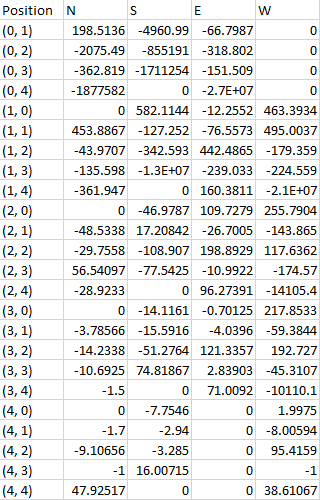 Position N S E W
(0, 1) 198.5136 -4960.99 -66.7987 0
(0, 2) -2075.49 -855191 -318.802 0
(0, 3) -362.819 -1711254 -151.509 0
(0, 4) -1877582 0 -2.7E+07 0
(1, 0) 0 582.1144 -12.2552 463.3934
(1, 1) 453.8867 -127.252 -76.5573 495.0037
(1, 2) -43.9707 -342.593 442.4865 -179.359
(1, 3) -135.598 -1.3E+07 -239.033 -224.559
(1, 4) -361.947 0 160.3811 -2.1E+07
(2, 0) 0 -46.9787 109.7279 255.7904
(2, 1) -48.5338 17.20842 -26.7005 -143.865
(2, 2) -29.7558 -108.907 198.8929 117.6362
(2, 3) 56.54097 -77.5425 -10.9922 -174.57
(2, 4) -28.9233 0 96.27391 -14105.4
(3, 0) 0 -14.1161 -0.70125 217.8533
(3, 1) -3.78566 -15.5916 -4.0396 -59.3844
(3, 2) -14.2338 -51.2764 121.3357 192.727
(3, 3) -10.6925 74.81867 2.83903 -45.3107
(3, 4) -1.5 0 71.0092 -10110.1
(4, 0) 0 -7.7546 0 1.9975
(4, 1) -1.7 -2.94 0 -8.00594
(4, 2) -9.10656 -3.285 0 95.4159
(4, 3) -1 16.00715 0 -1
(4, 4) 47.92517 0 0 38.61067